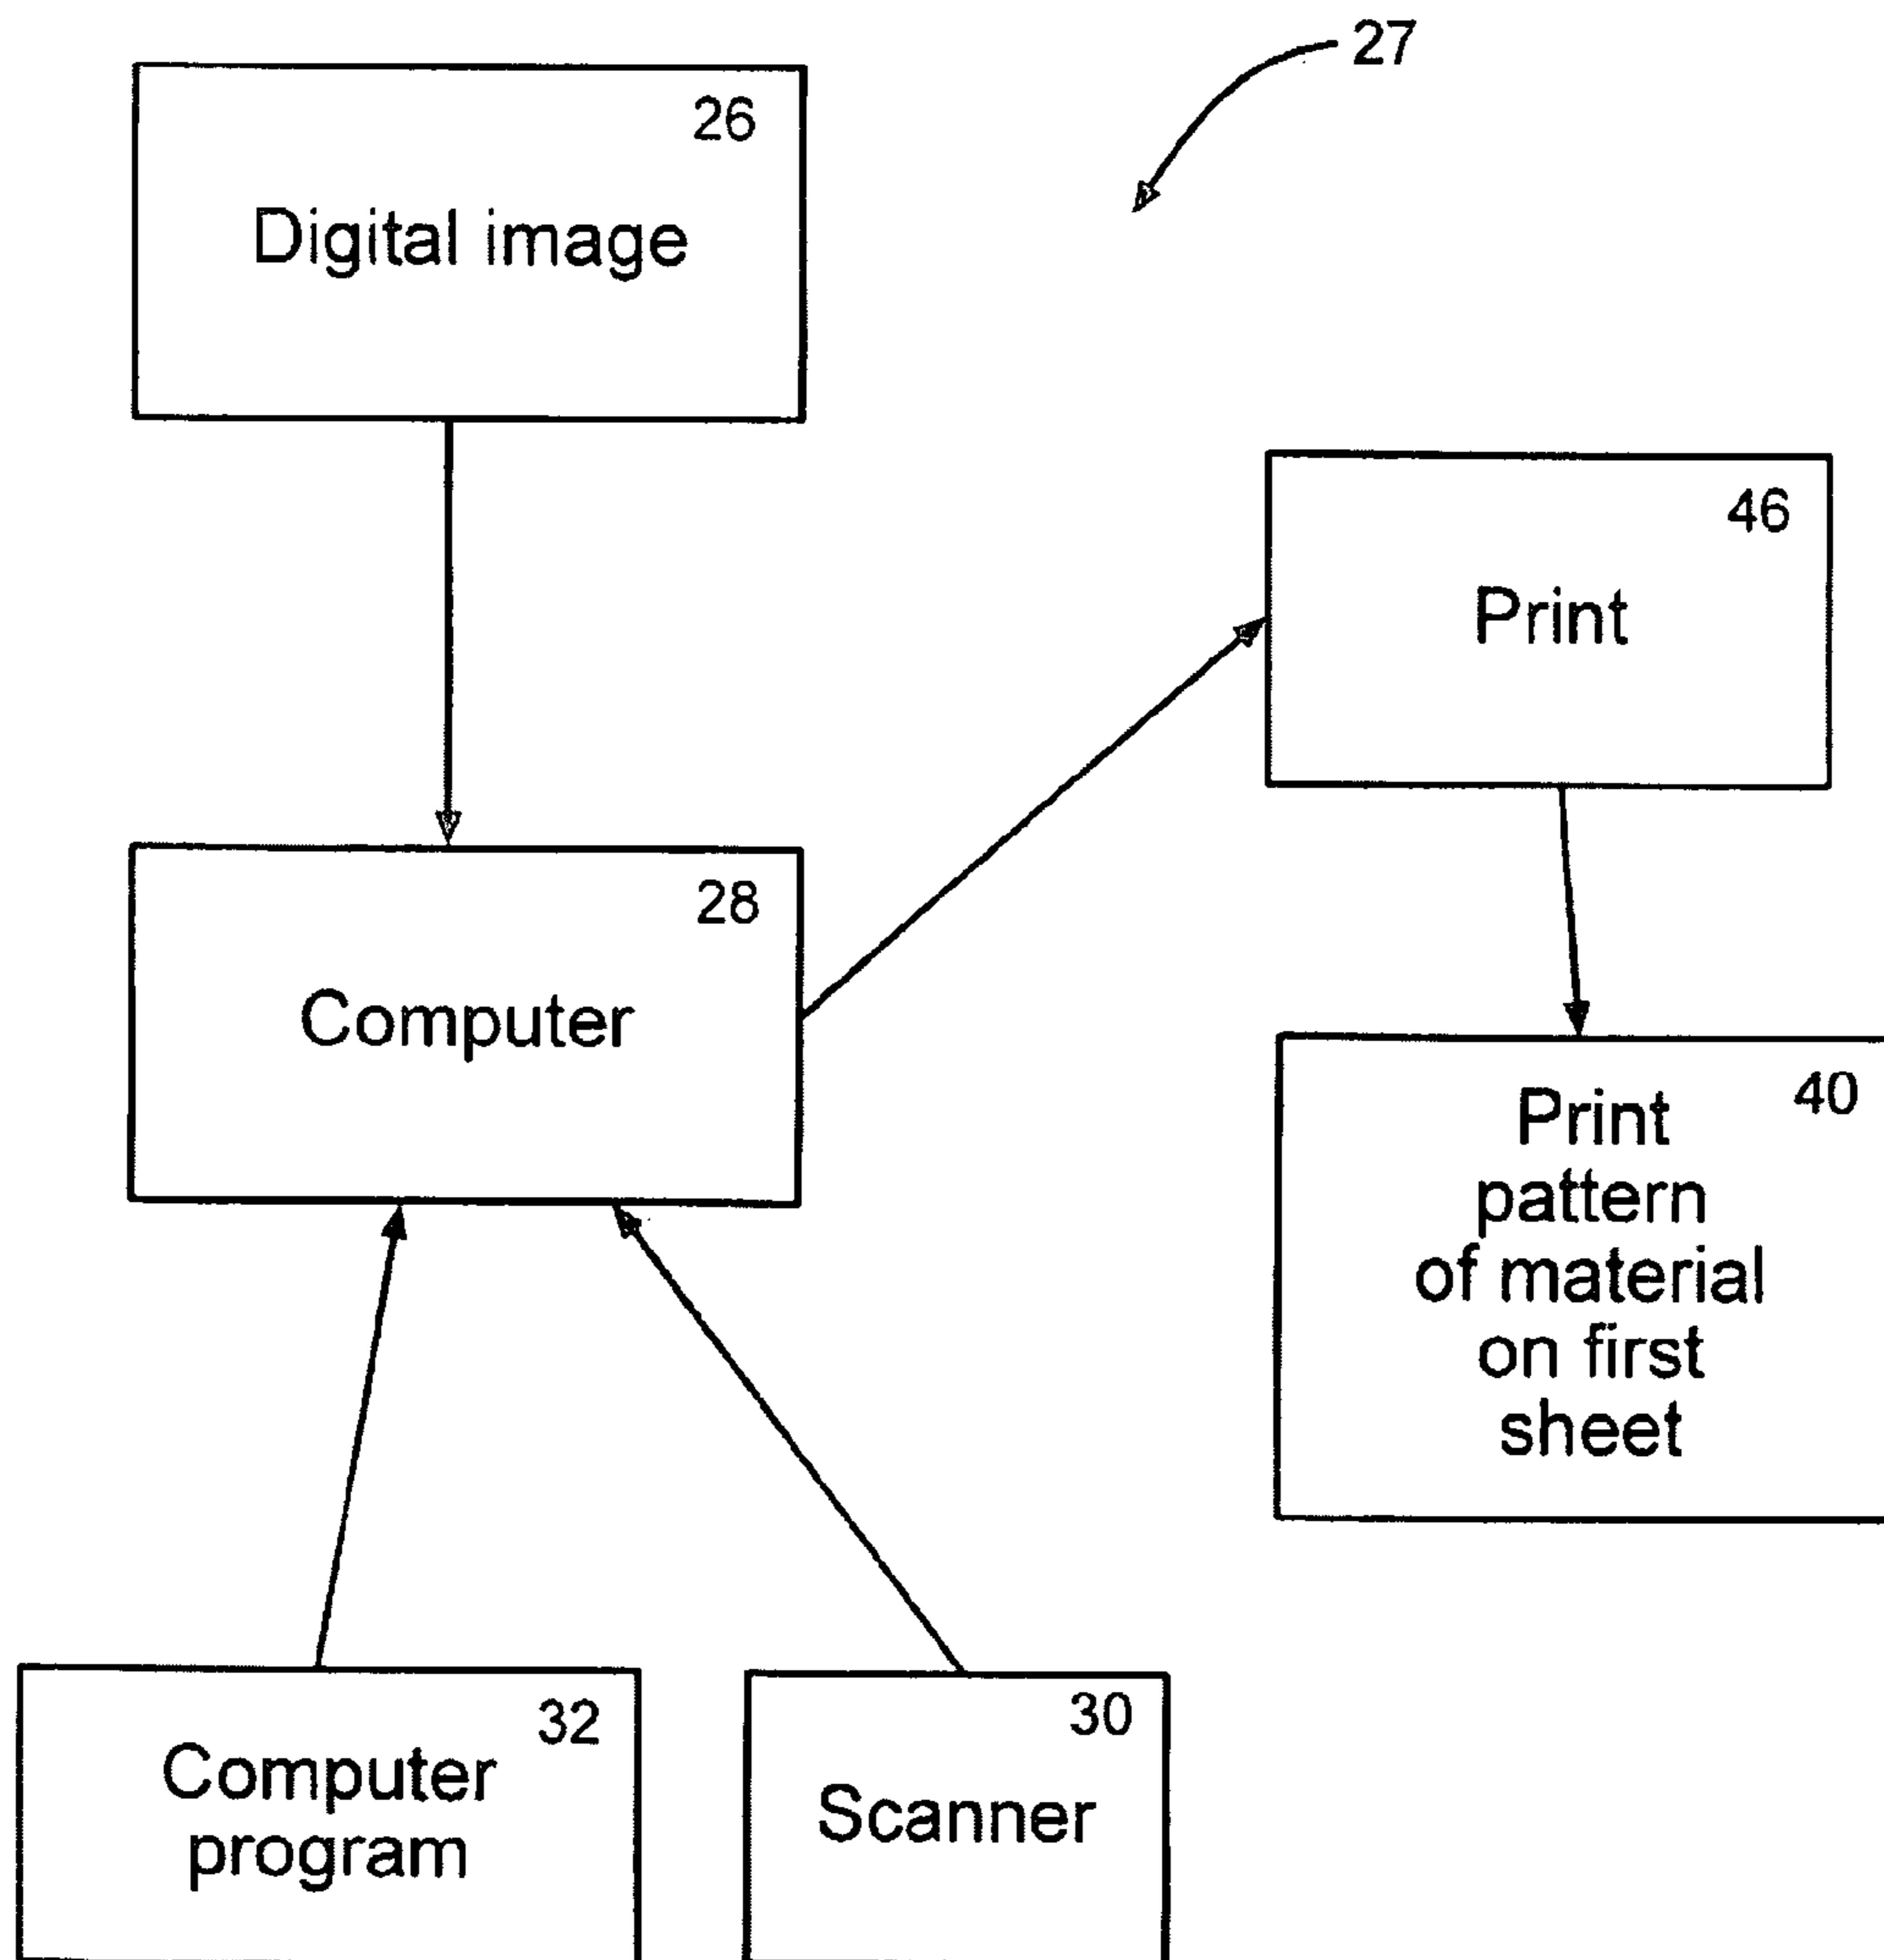 27
26
Digital image
46
Print
28
Computer
40
Print
pattern
of material
on first
sheet
32
Computer
program
30
Scanner